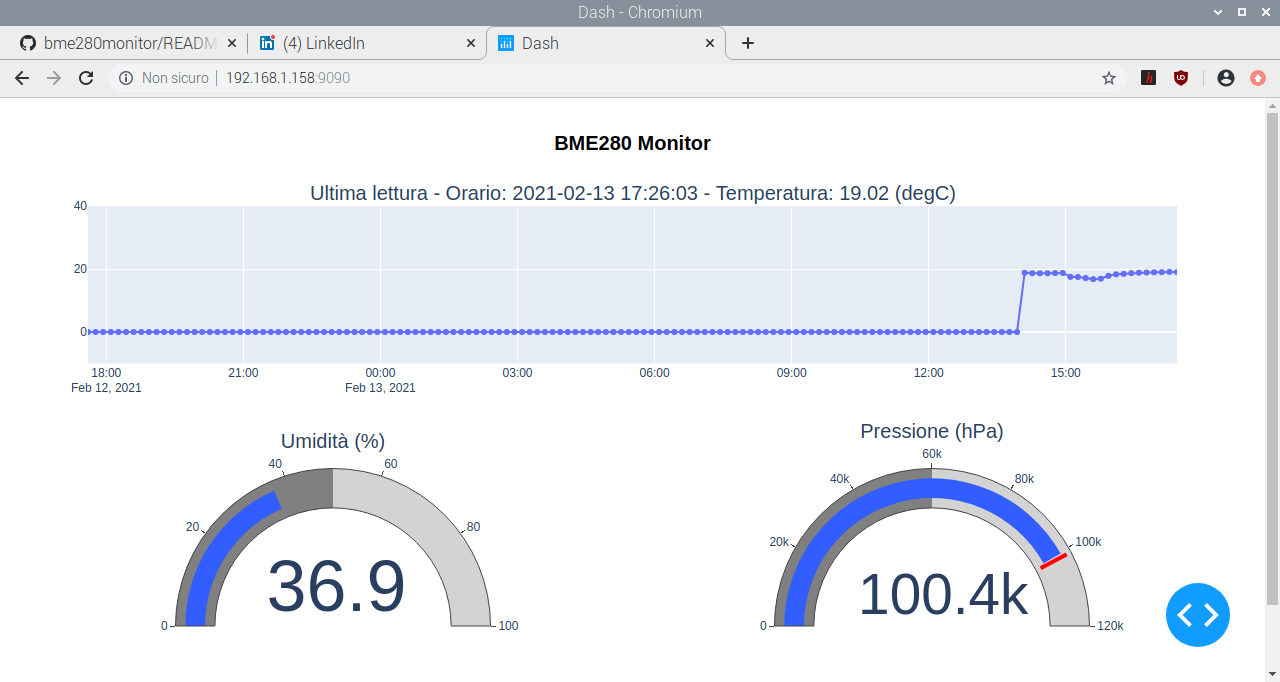 Dash - Chromium
bme280monitor/READM
(4) LinkedIn
Dash
Non sicuro
192.168.1.158:9090
BME280 Monitor
Ultima lettura - Orario: 2021-02-13 17:26:03 - Temperatura: 19.02 (degC)
40
20
0
18:00 21:00 00:00 03:00 06:00 09:00 12:00 15:00
Feb 12, 2021 Feb 13, 2021
Umidità (%)
0 20 40 60 80 100
36.9
Pressione (hPa)
0 20k 40k 60k 80k 100k 120k
100.4k